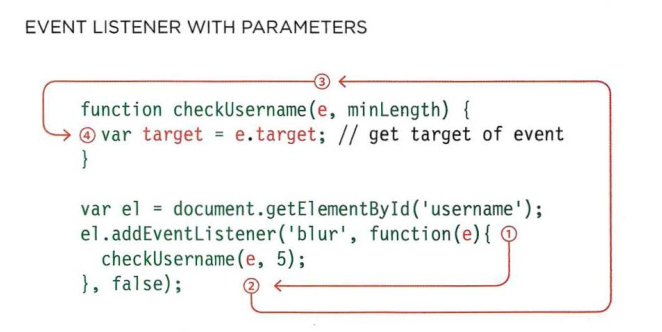 EVENT LISTENER WITH PARAMETERS
③
function checkUsername(e, minLength) {
④ var target = e.target; // get target of event
}
var el = document.getElementById('username');
el.addEventListener('blur', function(e){ ①
checkUsername(e, 5);
}, false); ②